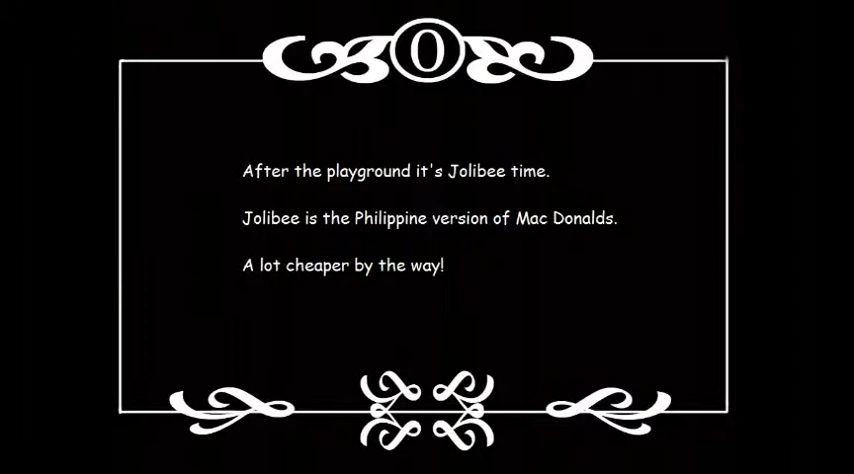 O
After the playground it's Jolibee time.
Jolibee is the Philippine version of Mac Donalds.
A lot cheaper by the way!